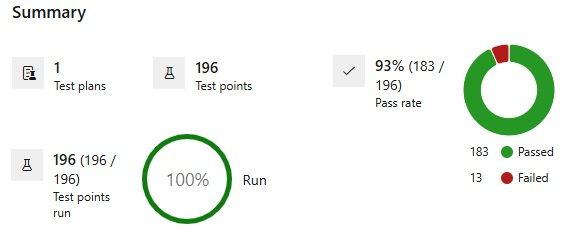 Summary
1
Test plans
196
Test points
93% (183 /
196)
Pass rate
183 Passed
13 Failed
196 (196 /
196)
Test points
run
100%
Run